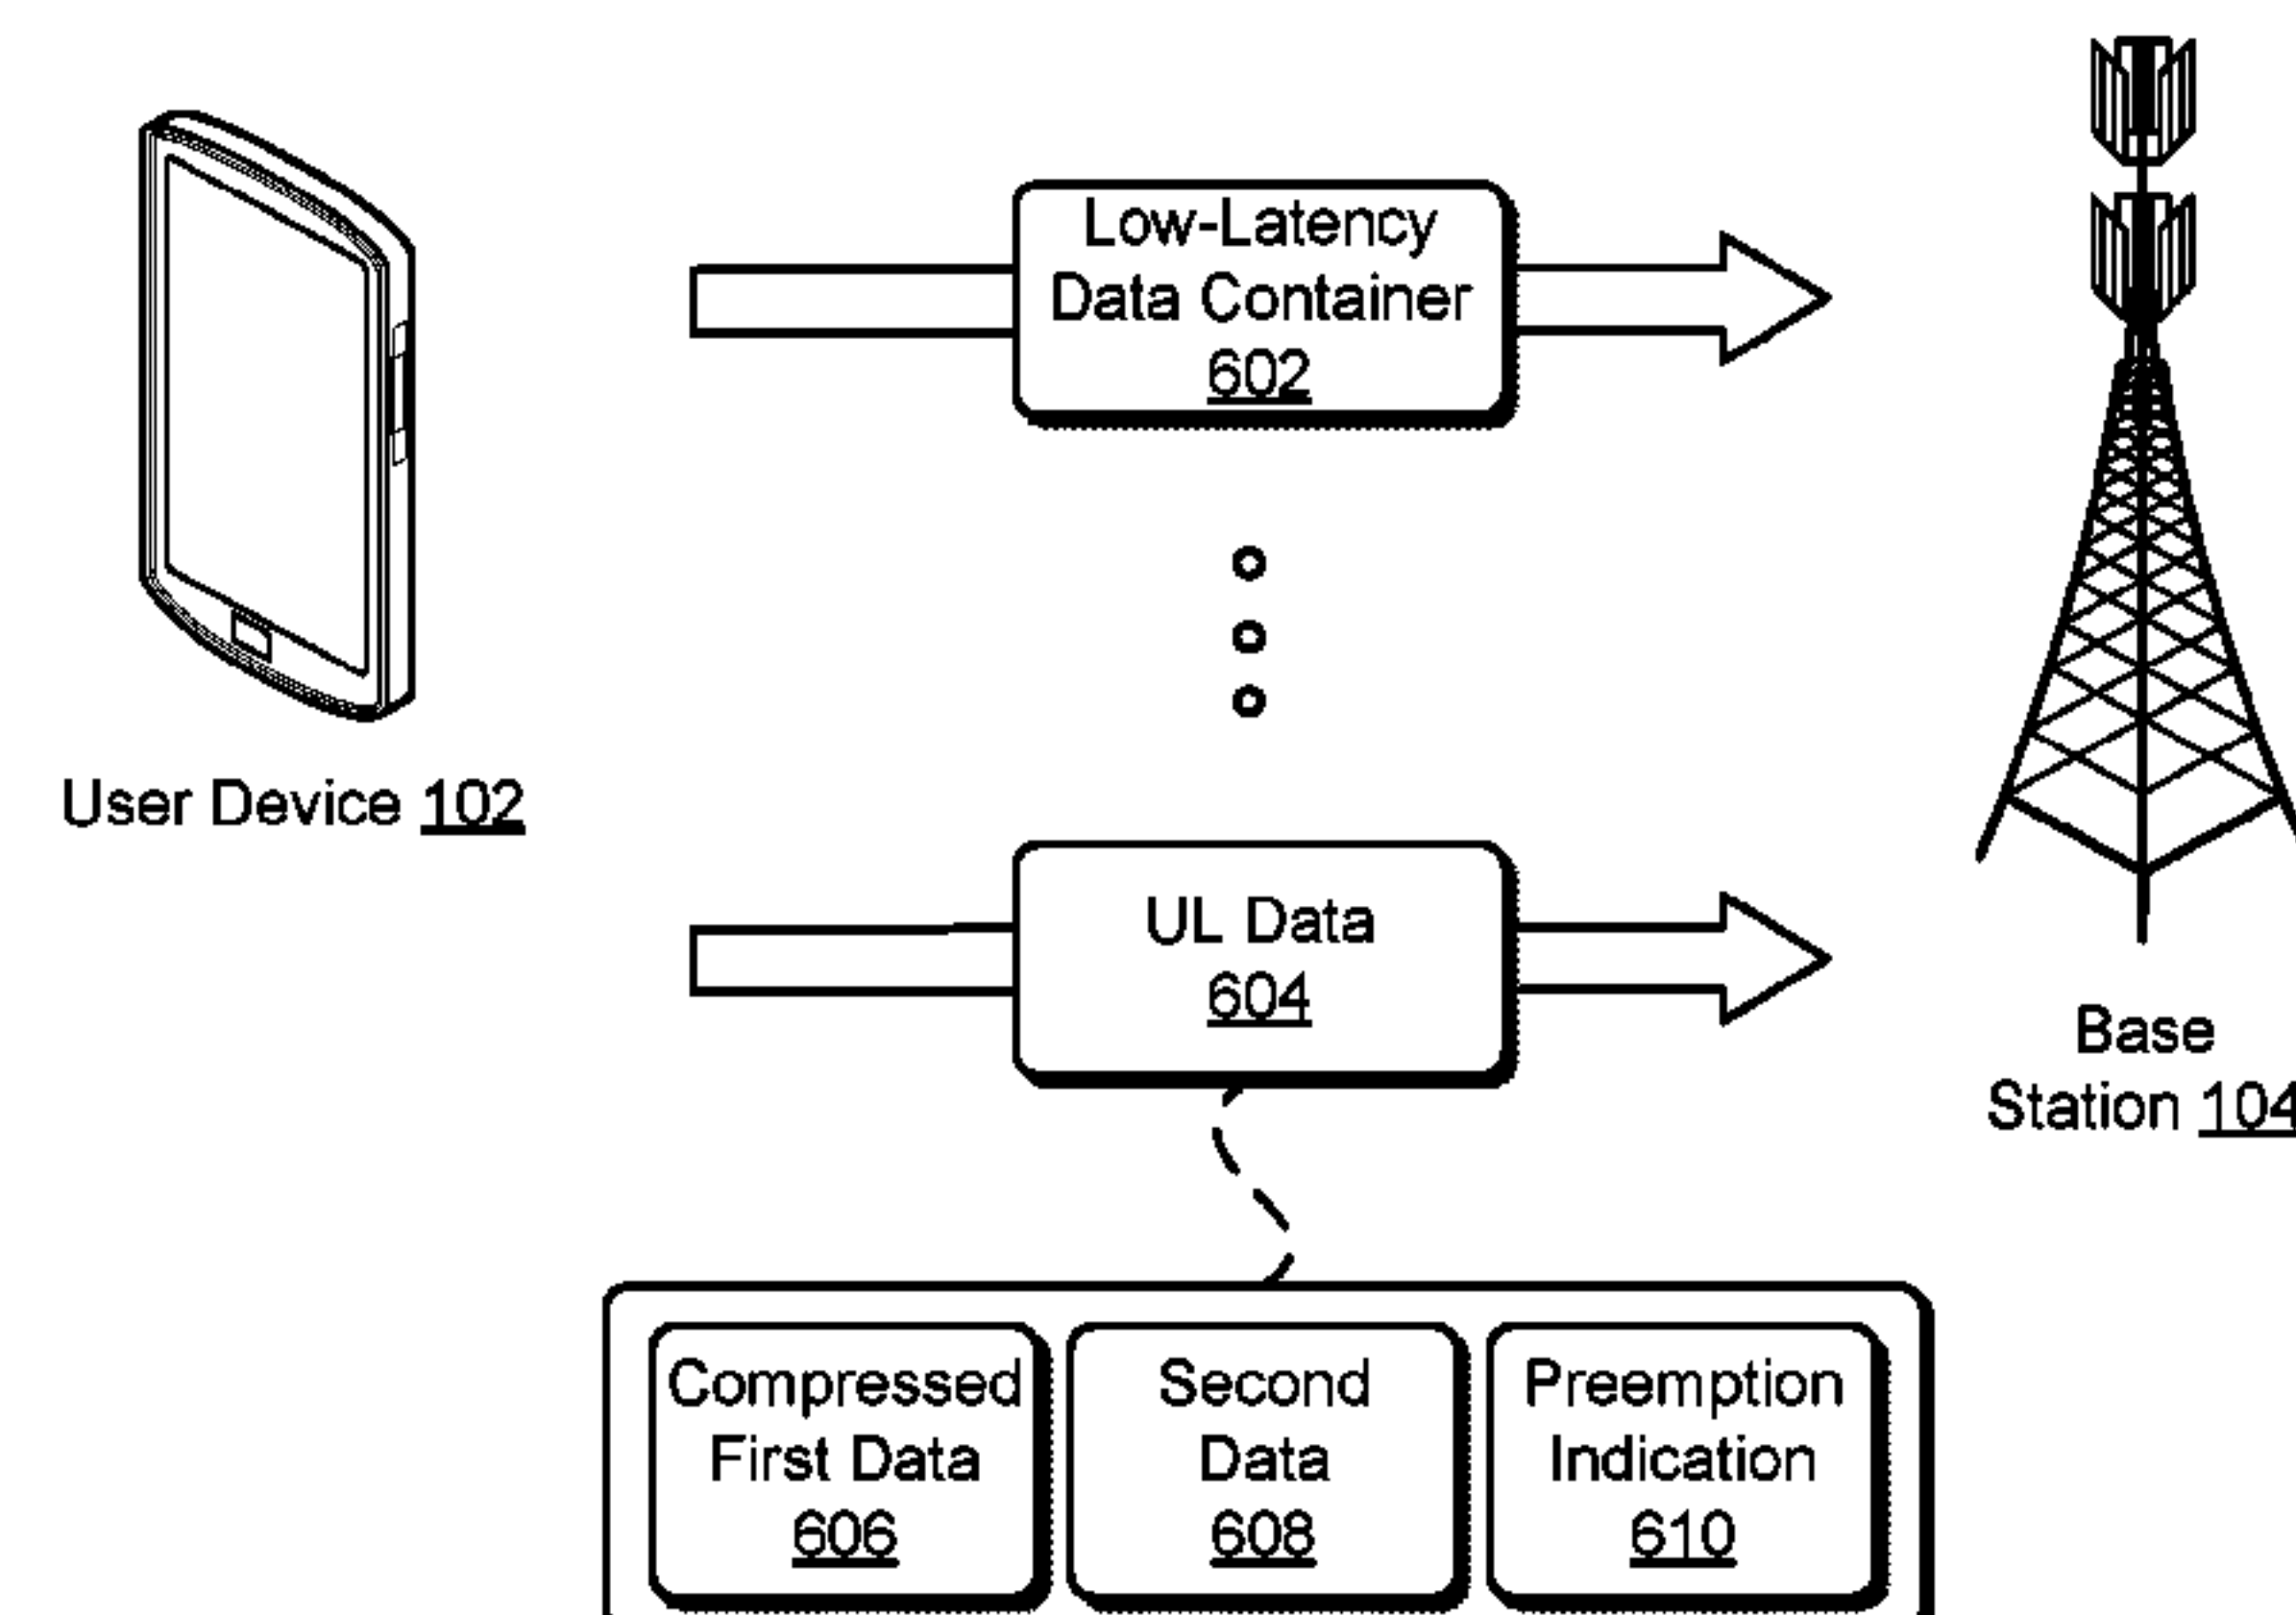 Low-Latency
Data Container
602
User Device 102
UL Data
604
Base
Station 104
Compressed
First Data
606
Second
Data
608
Preemption
Indication
610